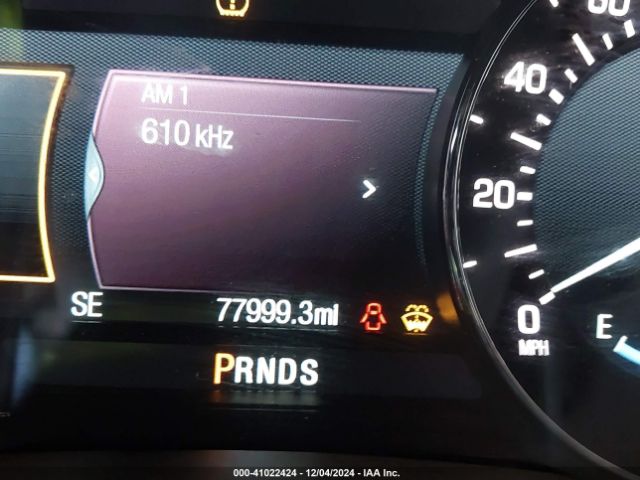 AM 1
610 kHz
60
40
20
0
MPH
E
SE 77999.3mi
PRNDS
000-41022424 - 12/04/2024 - IAA Inc.